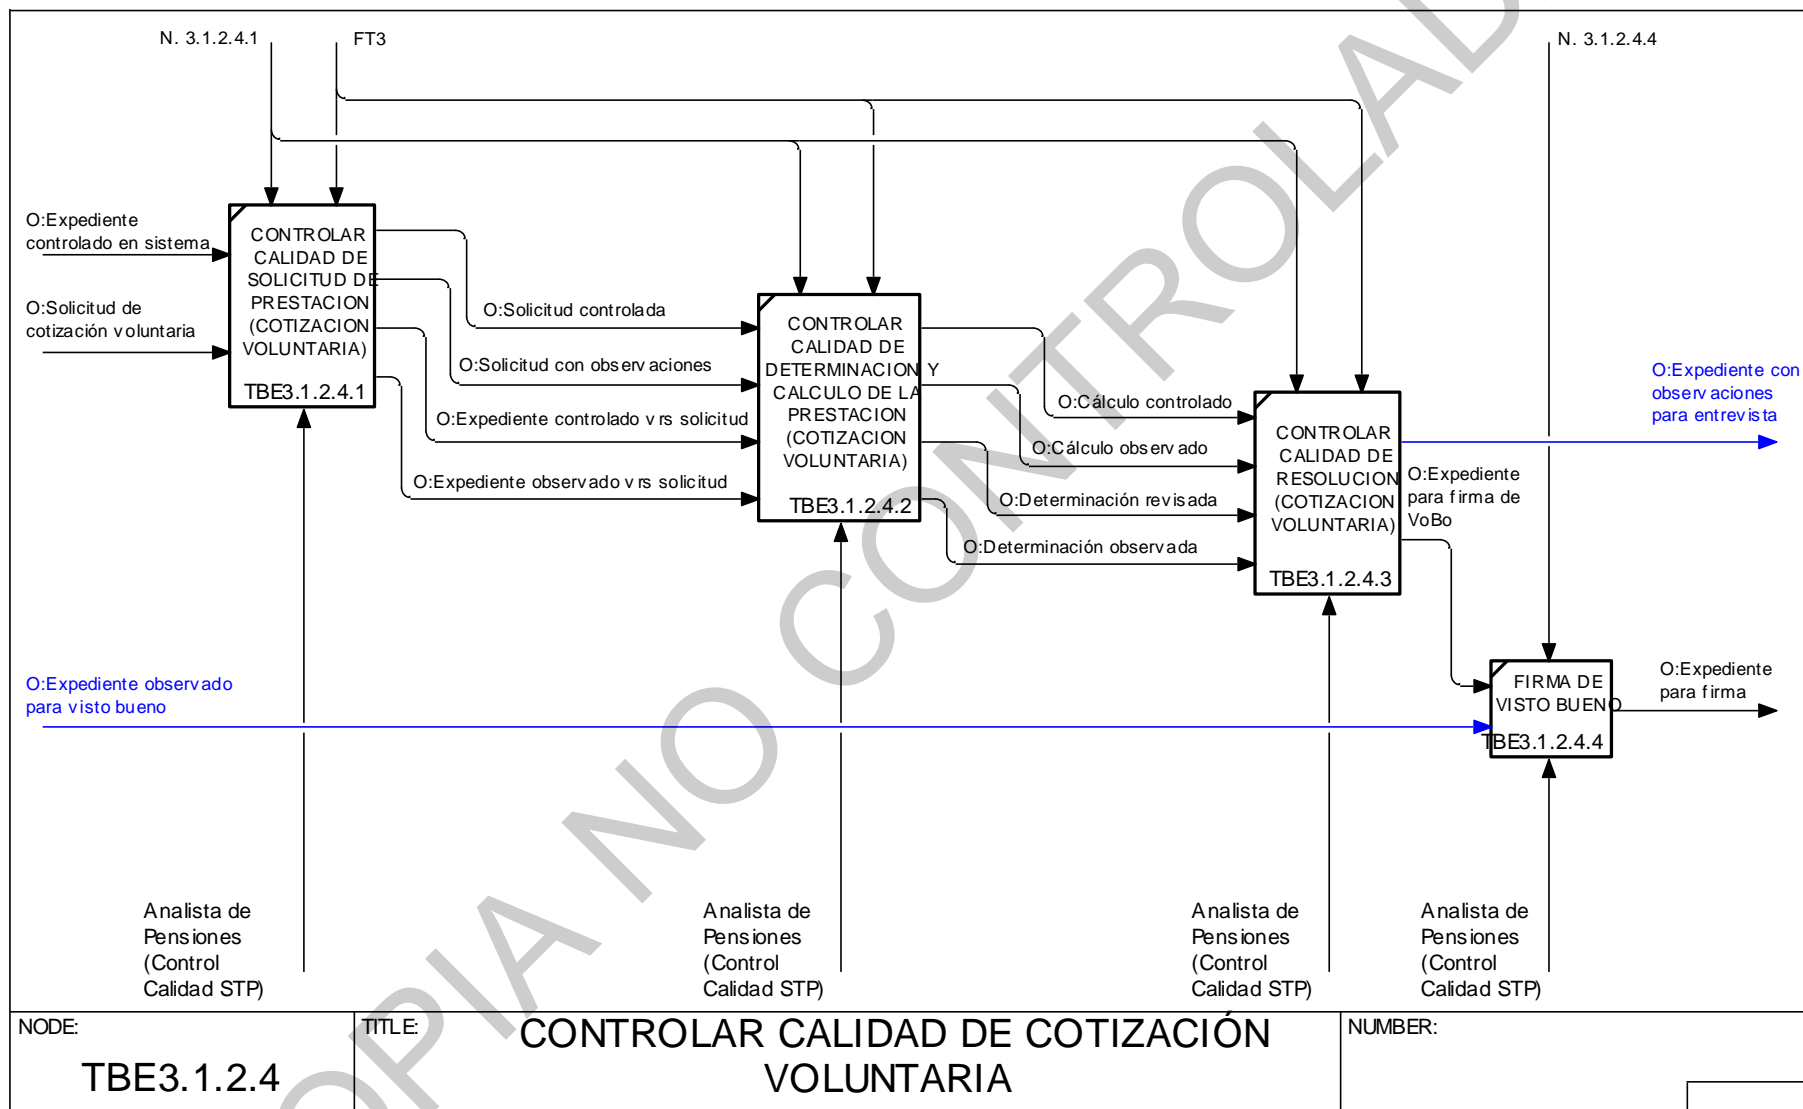 N. 3.1.2.4.1
FT3
N. 3.1.2.4.4
O:Expediente
controlado en sistema
O:Solicitud de
cotización voluntaria
CONTROLAR
CALIDAD DE
SOLICITUD DE
PRESTACION
(COTIZACION
VOLUNTARIA)
TBE3.1.2.4.1
O:Solicitud controlada
O:Solicitud con observaciones
O:Expediente controlado vrs solicitud
O:Expediente observado vrs solicitud
CONTROLAR
CALIDAD DE
DETERMINACION Y
CALCULO DE LA
PRESTACION
(COTIZACION
VOLUNTARIA)
TBE3.1.2.4.2
O:Cálculo controlado
O:Cálculo observado
O:Determinación revisada
O:Determinación observada
CONTROLAR
CALIDAD DE
RESOLUCION
(COTIZACION
VOLUNTARIA)
TBE3.1.2.4.3
O:Expediente con
observaciones
para entrevista
O:Expediente
para firma de
VoBo
O:Expediente observado
para visto bueno
FIRMA DE
VISTO BUENO
TBE3.1.2.4.4
O:Expediente
para firma
Analista de
Pensiones
(Control
Calidad STP)
Analista de
Pensiones
(Control
Calidad STP)
Analista de
Pensiones
(Control
Calidad STP)
Analista de
Pensiones
(Control
Calidad STP)
NODE:
TBE3.1.2.4
TITLE:
CONTROLAR CALIDAD DE COTIZACIÓN
VOLUNTARIA
NUMBER:
OPIA NO CONTROLAD